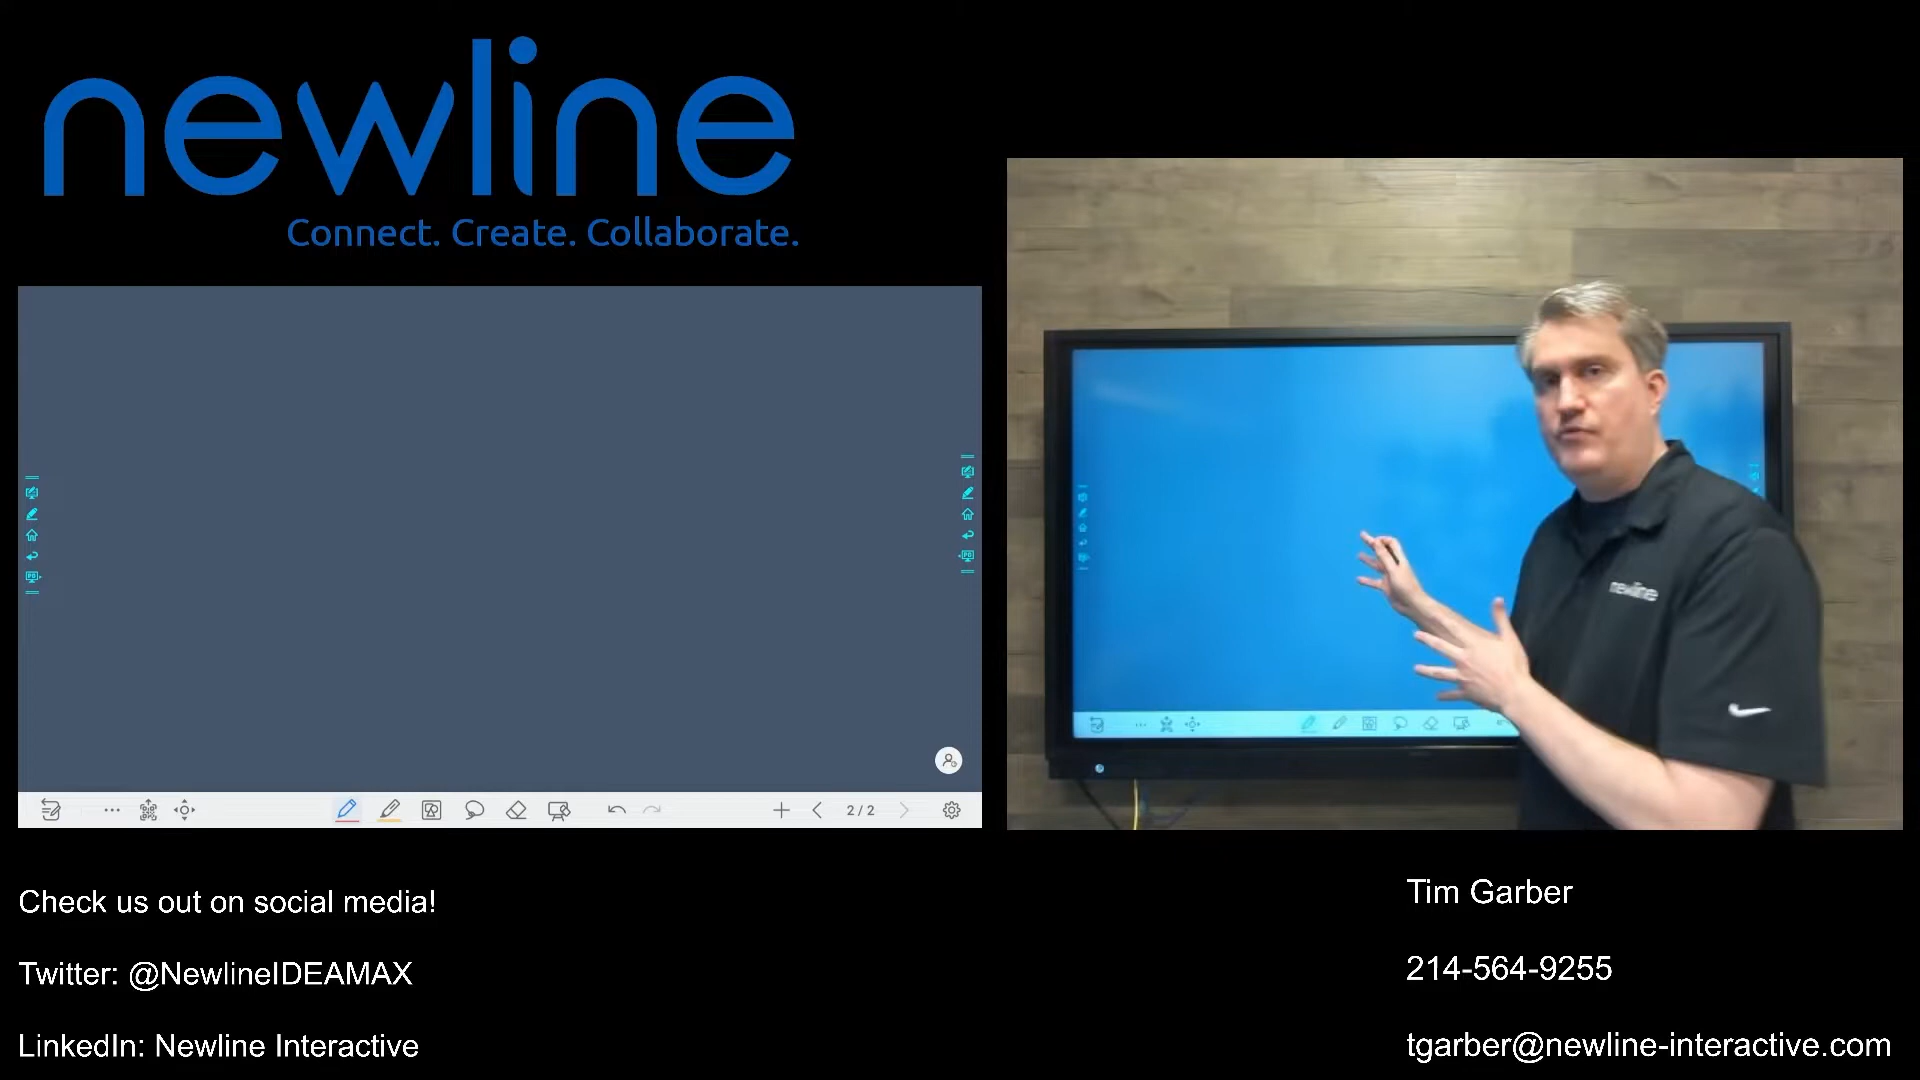 newline
Connect. Create. Collaborate.
newline
2/2
Check us out on social media!
Twitter: @NewlineIDEAMAX
LinkedIn: Newline Interactive
Tim Garber
214-564-9255
tgarber@newline-interactive.com